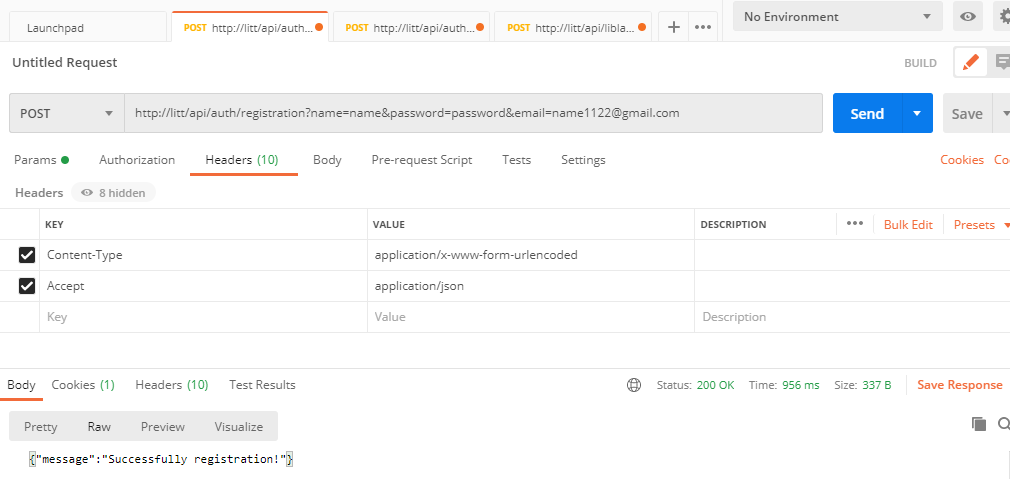 Launchpad POST http://litt/api/auth... POST http://litt/api/auth... POST http://litt/api/libla... + ••• No Environment
Untitled Request BUILD
POST http://litt/api/auth/registration?name=name&password=password&email=name1122@gmail.com Send Save
Params Authorization Headers (10) Body Pre-request Script Tests Settings Cookies Co
Headers 8 hidden
KEY VALUE DESCRIPTION ••• Bulk Edit Presets
Content-Type application/x-www-form-urlencoded
Accept application/json
Key Value Description
Body Cookies (1) Headers (10) Test Results Status: 200 OK Time: 956 ms Size: 337 B Save Response
Pretty Raw Preview Visualize
{"message":"Successfully registration!"}